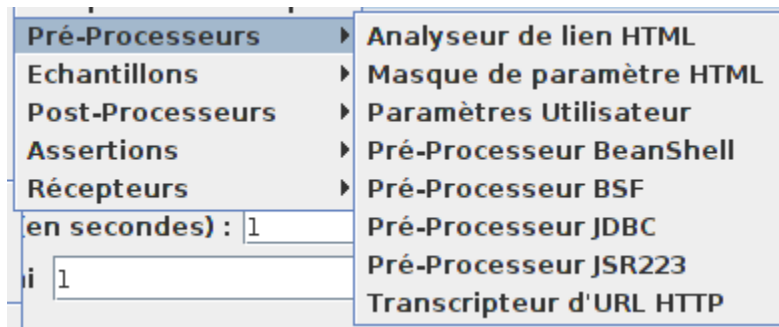 Pré-Processeurs
Echantillons
Post-Processeurs
Assertions
Récepteurs
Analyseur de lien HTML
Masque de paramètre HTML
Paramètres Utilisateur
Pré-Processeur BeanShell
Pré-Processeur BSF
Pré-Processeur JDBC
Pré-Processeur JSR223
Transcripteur d'URL HTTP
(en secondes) : 1
1